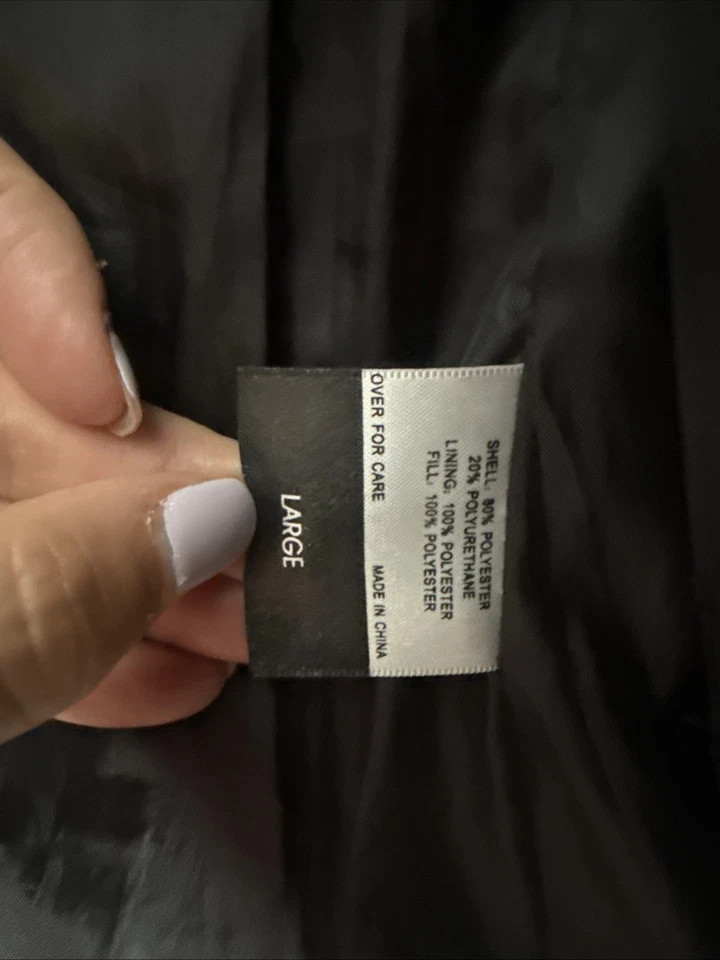 SHELL: 80% POLYESTER
20% POLYURETHANE
LINING: 100% POLYESTER
FILL: 100% POLYESTER
OVER FOR CARE MADE IN CHINA
LARGE